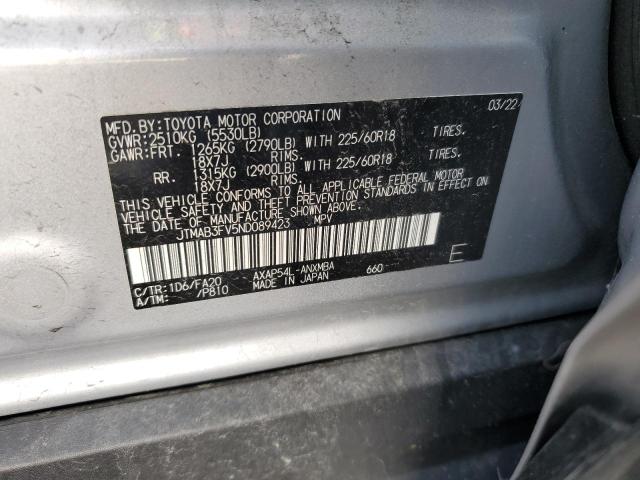 MFD.BY:TOYOTA MOTOR CORPORATION 03/22
GVWR:2510KG (5530LB)
GAWR:FRT. 1265KG (2790LB) WITH 225/60R18 TIRES.
18X7J RIMS.
RR. 1315KG (2900LB) WITH 225/60R18 TIRES.
18X7J RIMS.
THIS VEHICLE CONFORMS TO ALL APPLICABLE FEDERAL MOTOR
VEHICLE SAFETY AND THEFT PREVENTION STANDARDS IN EFFECT ON
THE DATE OF MANUFACTURE SHOWN ABOVE.
JTMAB3FV5ND089423 MPV
C/TR:1D6/FA20 AXAP54L-ANXMBA 660 E
A/TM: /P810 MADE IN JAPAN